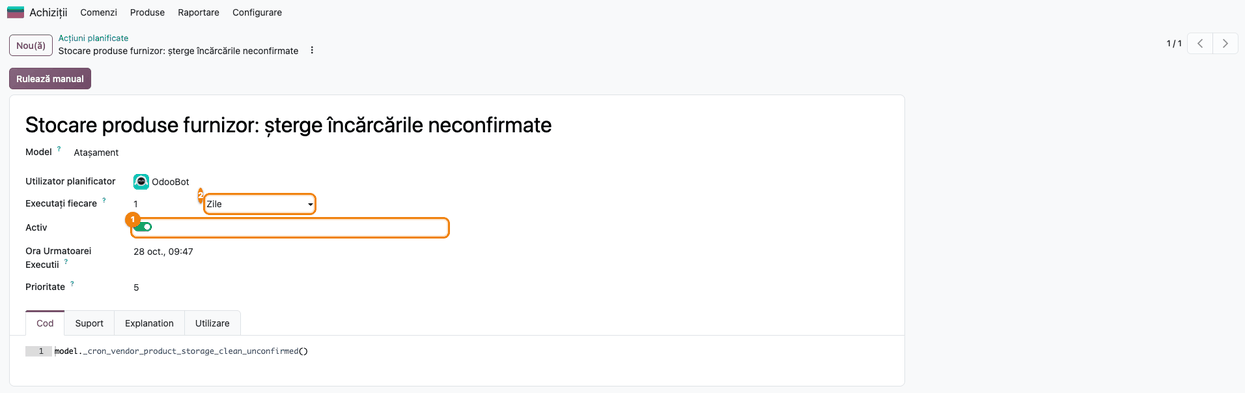 Achiziții Comenzi Produse Raportare Configurare
Nou(ă) Acțiuni planificate
Stocare produse furnizor: șterge încărcările neconfirmate
1 / 1
Rulează manual
Stocare produse furnizor: șterge încărcările neconfirmate
Model ? Atașament
Utilizator planificator OdooBot
Executați fiecare ? 1 2 Zile
1
Activ
Ora Urmatoarei Executii ? 28 oct., 09:47
Prioritate ? 5
Cod Suport Explanation Utilizare
1 model._cron_vendor_product_storage_clean_unconfirmed()